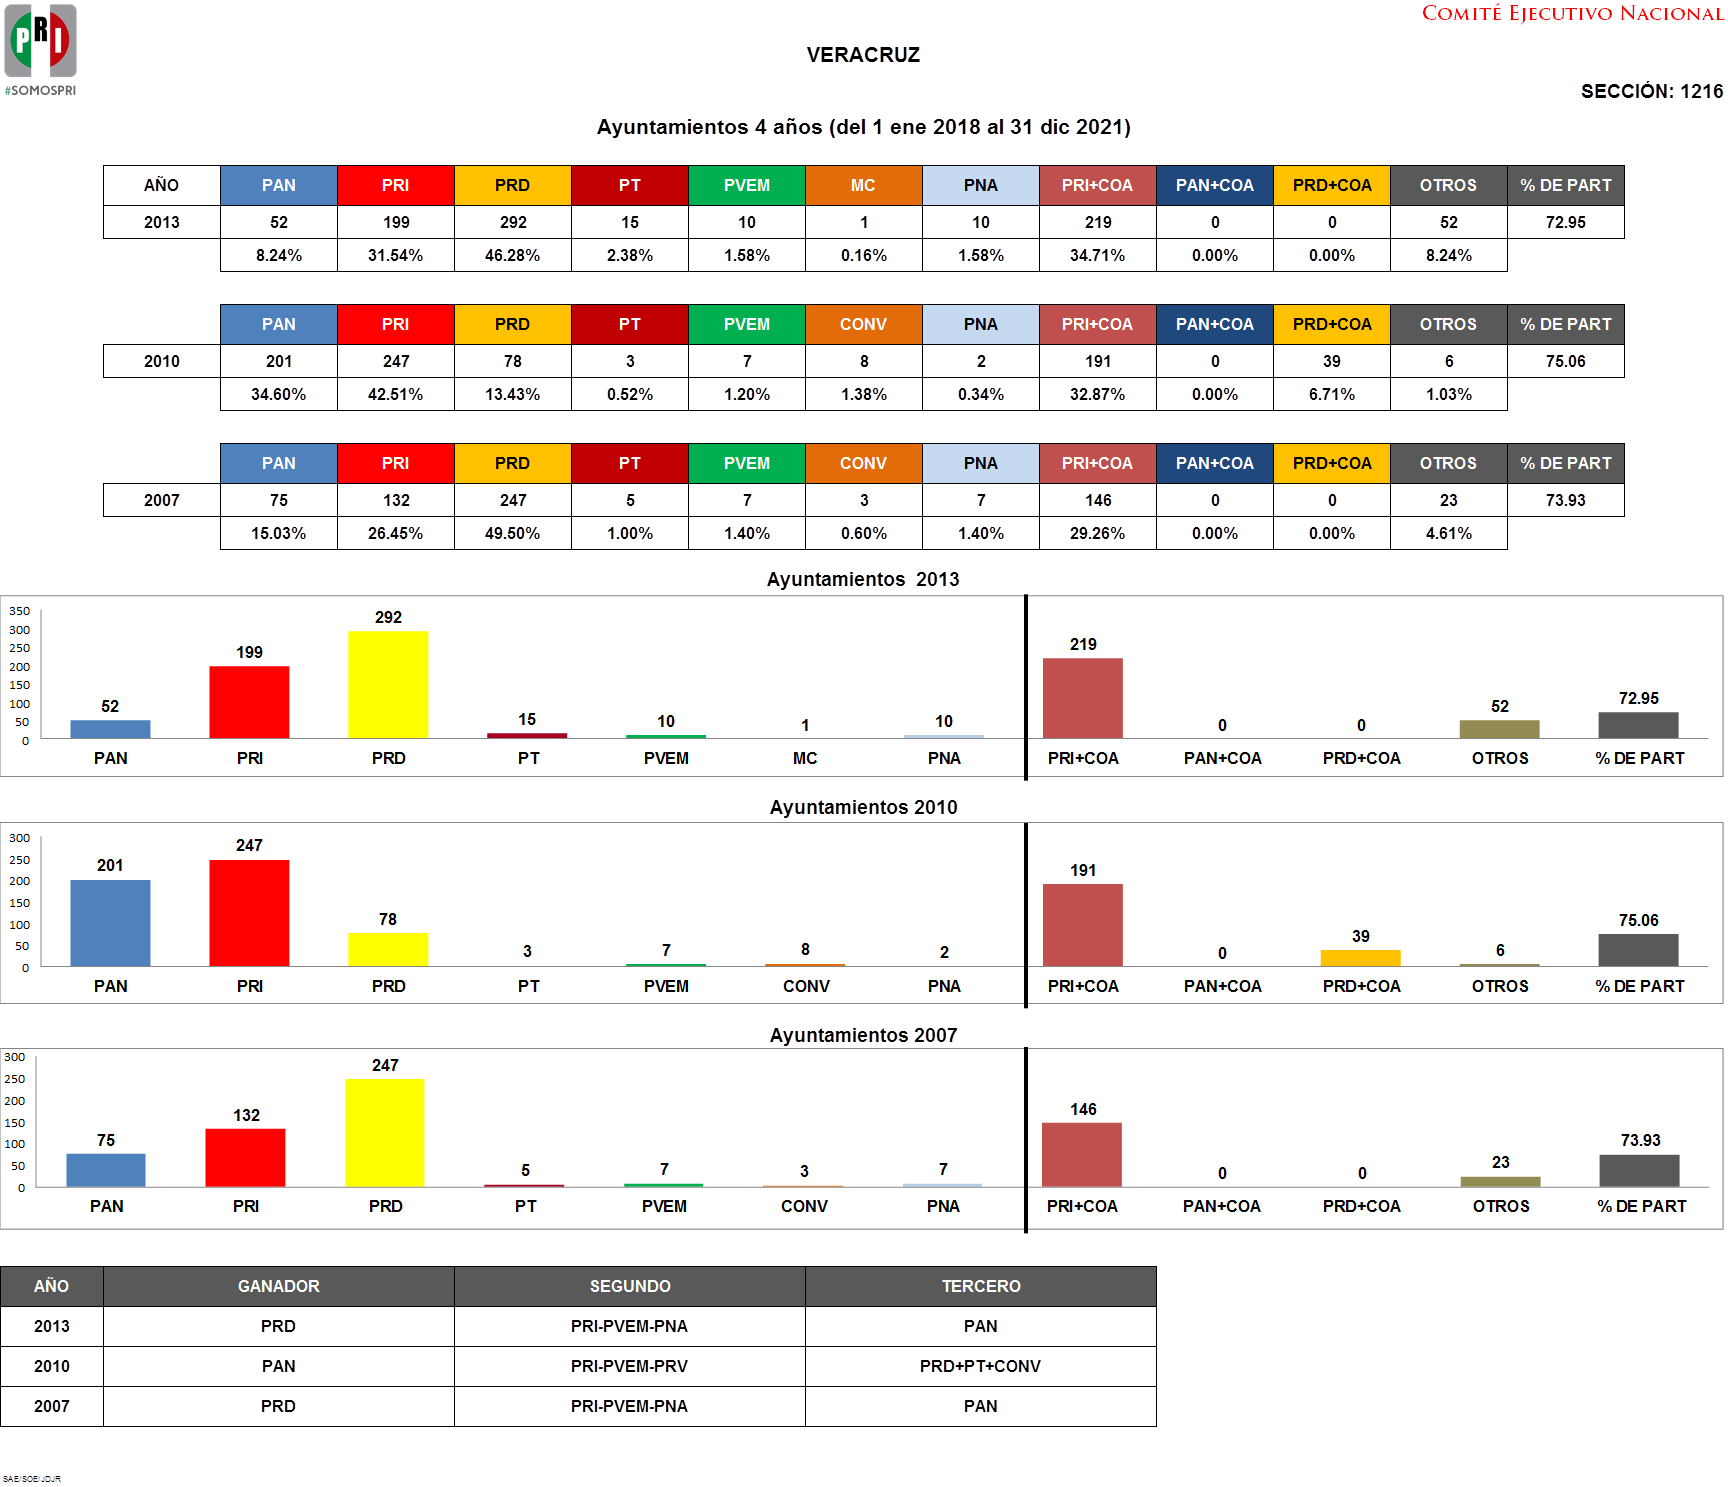 PRI
#SOMOSPRI
COMITÉ EJECUTIVO NACIONAL
VERACRUZ
SECCIÓN: 1216
Ayuntamientos 4 años (del 1 ene 2018 al 31 dic 2021)
AÑO PAN PRI PRD PT PVEM MC PNA PRI+COA PAN+COA PRD+COA OTROS % DE PART
2013 52 199 292 15 10 1 10 219 0 0 52 72.95
8.24% 31.54% 46.28% 2.38% 1.58% 0.16% 1.58% 34.71% 0.00% 0.00% 8.24%
PAN PRI PRD PT PVEM CONV PNA PRI+COA PAN+COA PRD+COA OTROS % DE PART
2010 201 247 78 3 7 8 2 191 0 39 6 75.06
34.60% 42.51% 13.43% 0.52% 1.20% 1.38% 0.34% 32.87% 0.00% 6.71% 1.03%
PAN PRI PRD PT PVEM CONV PNA PRI+COA PAN+COA PRD+COA OTROS % DE PART
2007 75 132 247 5 7 3 7 146 0 0 23 73.93
15.03% 26.45% 49.50% 1.00% 1.40% 0.60% 1.40% 29.26% 0.00% 0.00% 4.61%
Ayuntamientos 2013
350
300
250
200
150
100
50
0
52 199 292 15 10 1 10 219 0 0 52 72.95
PAN PRI PRD PT PVEM MC PNA PRI+COA PAN+COA PRD+COA OTROS % DE PART
Ayuntamientos 2010
300
250
200
150
100
50
0
201 247 78 3 7 8 2 191 0 39 6 75.06
PAN PRI PRD PT PVEM CONV PNA PRI+COA PAN+COA PRD+COA OTROS % DE PART
Ayuntamientos 2007
300
250
200
150
100
50
0
75 132 247 5 7 3 7 146 0 0 23 73.93
PAN PRI PRD PT PVEM CONV PNA PRI+COA PAN+COA PRD+COA OTROS % DE PART
AÑO GANADOR SEGUNDO TERCERO
2013 PRD PRI-PVEM-PNA PAN
2010 PAN PRI-PVEM-PRV PRD+PT+CONV
2007 PRD PRI-PVEM-PNA PAN
SAE/SOE/JDJR